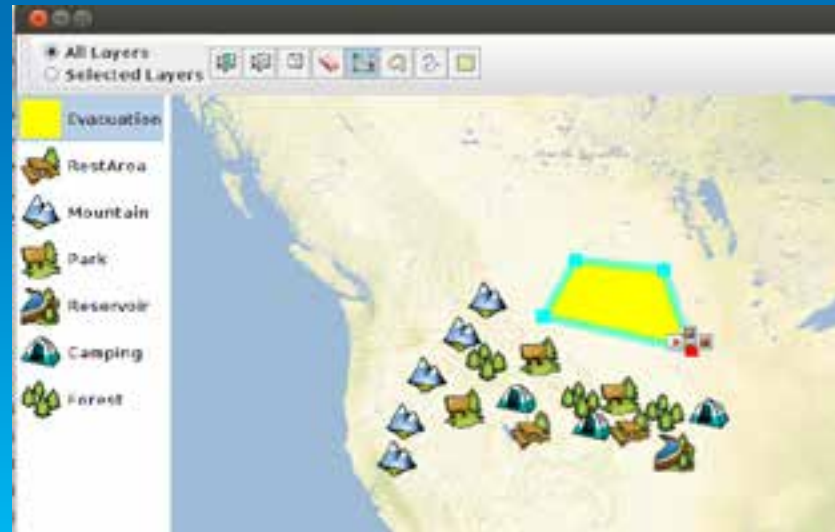 All Layers
Selected Layers
Evacuation
RestArea
Mountain
Park
Reservoir
Camping
Forest